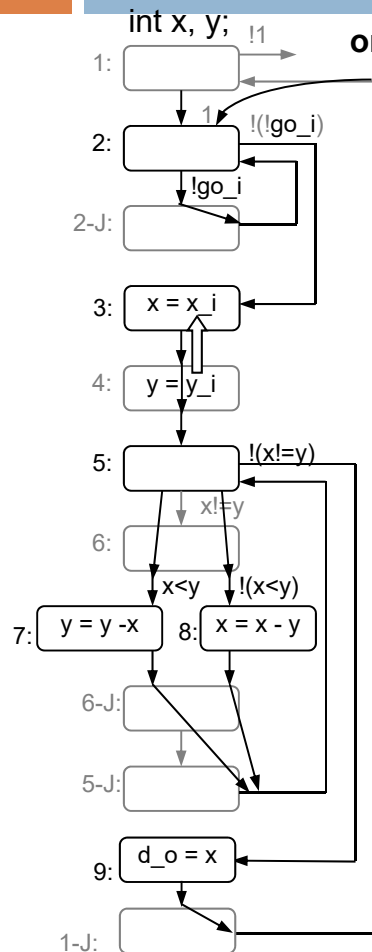 int x, y;
!1
or
1:
1
2:
!(!go_i)
!go_i
2-J:
3:
x = x_i
4:
y = y_i
5:
!(x!=y)
x!=y
6:
x<y
!(x<y)
7:
y = y -x
8:
x = x - y
6-J:
5-J:
9:
d_o = x
1-J: